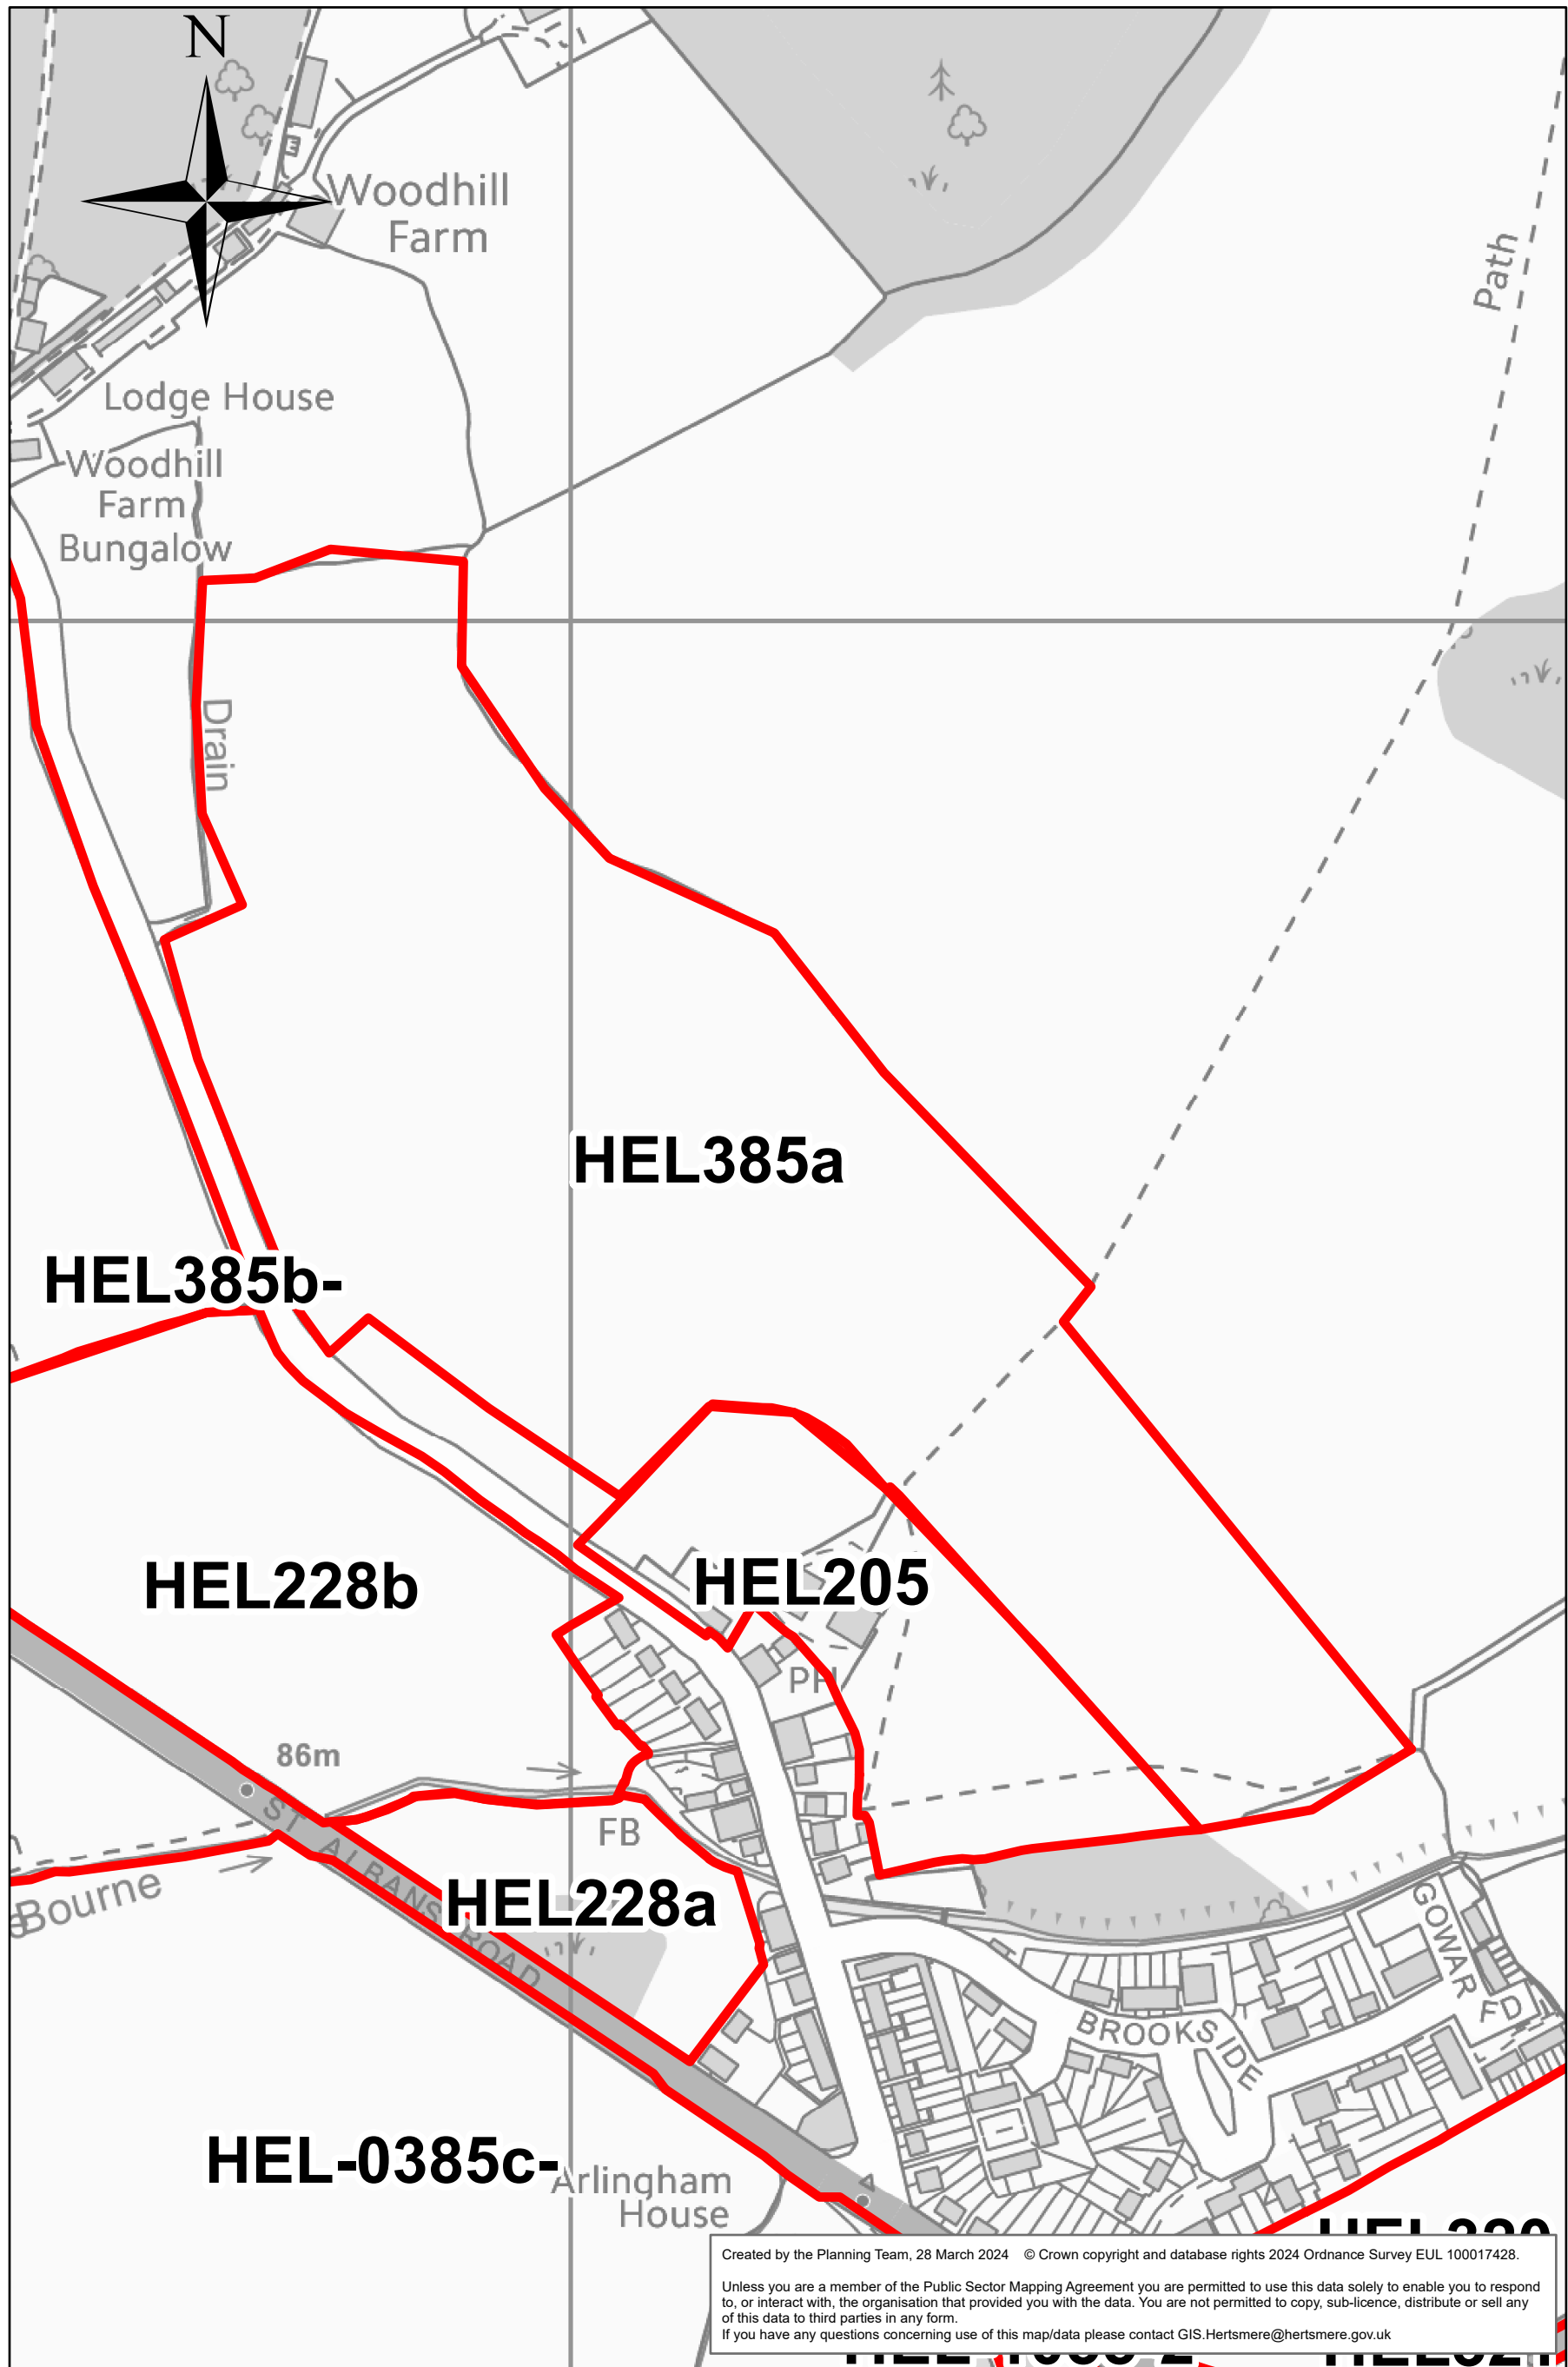 N
Woodhill
Farm
Path
Lodge House
Woodhill
Farm
Bungalow
Drain
HEL385a
HEL385b-
HEL228b
HEL205
PH
86m
ST ALBANS ROAD
FB
Bourne
HEL228a
GOWAR FD
BROOKSIDE
HEL-0385c-
Arlingham
House
Created by the Planning Team, 28 March 2024 © Crown copyright and database rights 2024 Ordnance Survey EUL 100017428.
Unless you are a member of the Public Sector Mapping Agreement you are permitted to use this data solely to enable you to respond
to, or interact with, the organisation that provided you with the data. You are not permitted to copy, sub-licence, distribute or sell any
of this data to third parties in any form.
If you have any questions concerning use of this map/data please contact GIS.Hertsmere@hertsmere.gov.uk